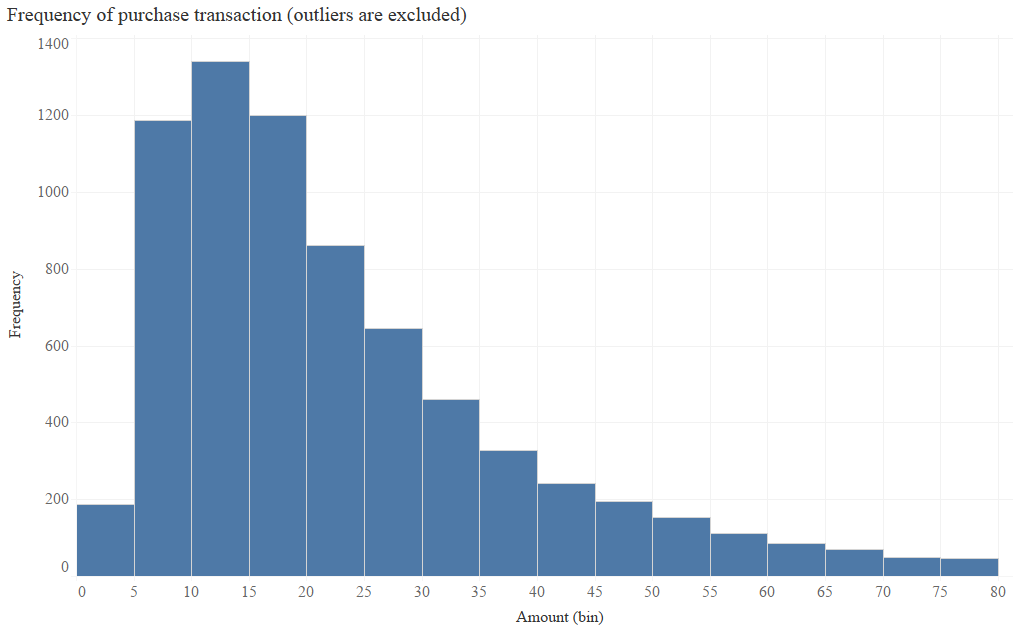 Frequency of purchase transaction (outliers are excluded)
1400
1200
1000
800
600
400
200
0
Frequency
0 5 10 15 20 25 30 35 40 45 50 55 60 65 70 75 80
Amount (bin)